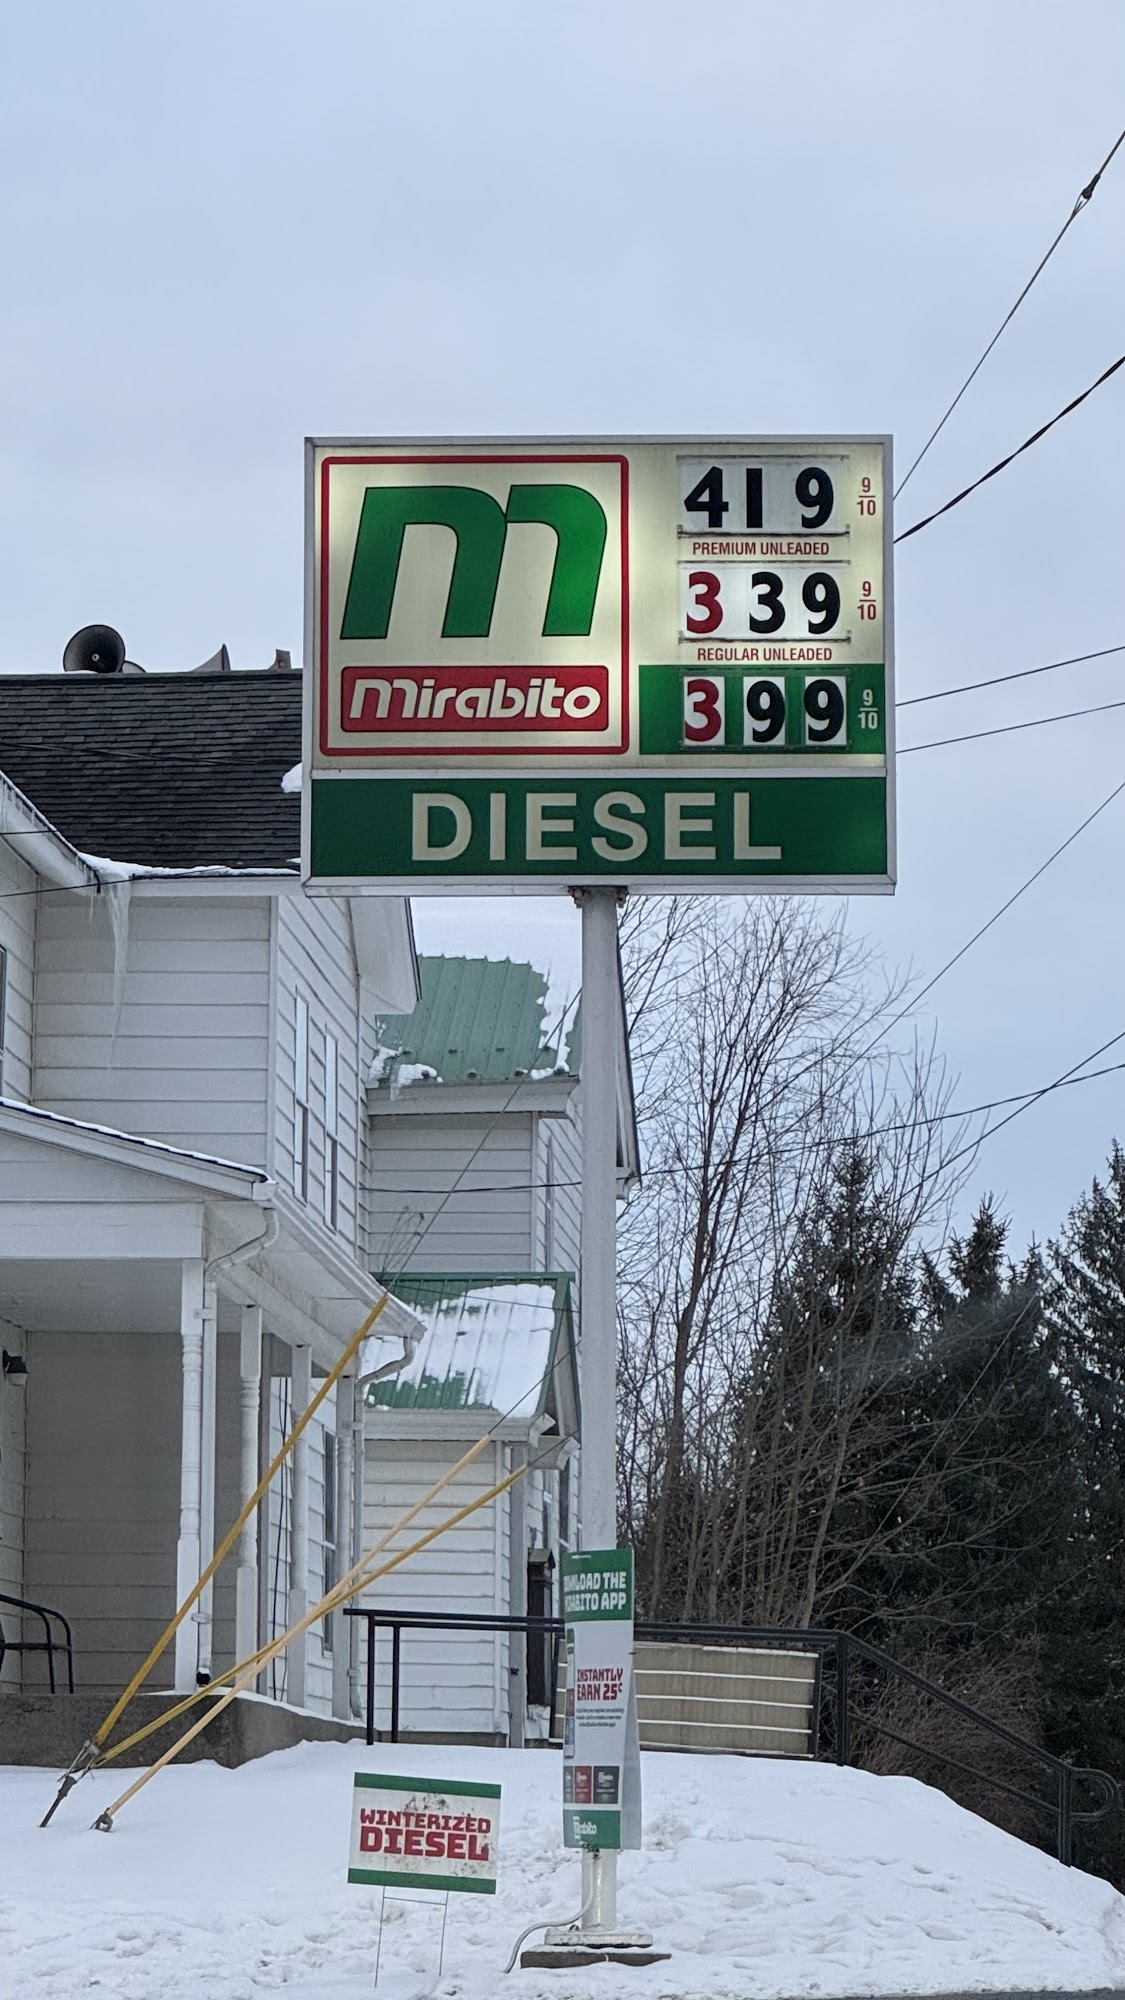 m
mirabito
419 9/10
PREMIUM UNLEADED
339 9/10
REGULAR UNLEADED
399 9/10
DIESEL
DOWNLOAD THE
MIRABITO APP
INSTANTLY
EARN 25¢
mirabito
WINTERIZED
DIESEL